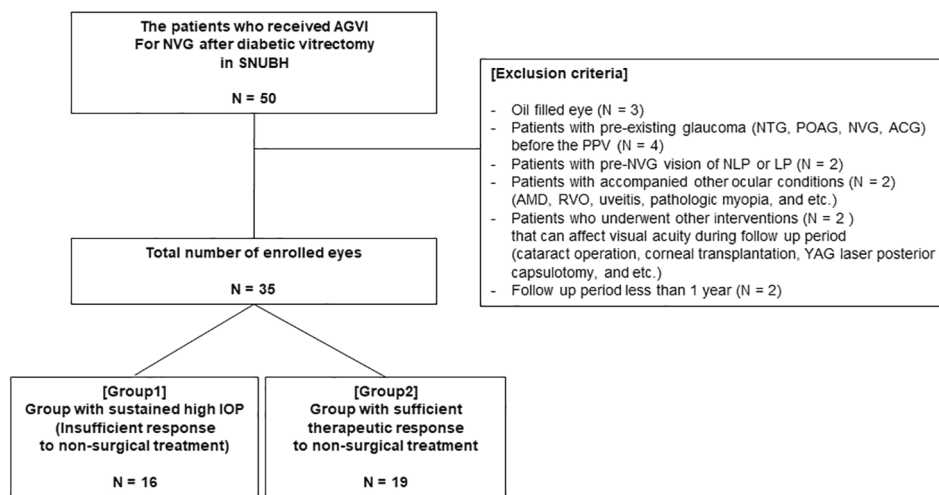 The patients who received AGVI
For NVG after diabetic vitrectomy
in SNUBH
N = 50
[Exclusion criteria]
- Oil filled eye (N = 3)
- Patients with pre-existing glaucoma (NTG, POAG, NVG, ACG)
before the PPV (N = 4)
- Patients with pre-NVG vision of NLP or LP (N = 2)
- Patients with accompanied other ocular conditions (N = 2)
(AMD, RVO, uveitis, pathologic myopia, and etc.)
- Patients who underwent other interventions (N = 2 )
that can affect visual acuity during follow up period
(cataract operation, corneal transplantation, YAG laser posterior
capsulotomy, and etc.)
- Follow up period less than 1 year (N = 2)
Total number of enrolled eyes
N = 35
[Group1]
Group with sustained high IOP
(Insufficient response
to non-surgical treatment)
N = 16
[Group2]
Group with sufficient
therapeutic response
to non-surgical treatment
N = 19